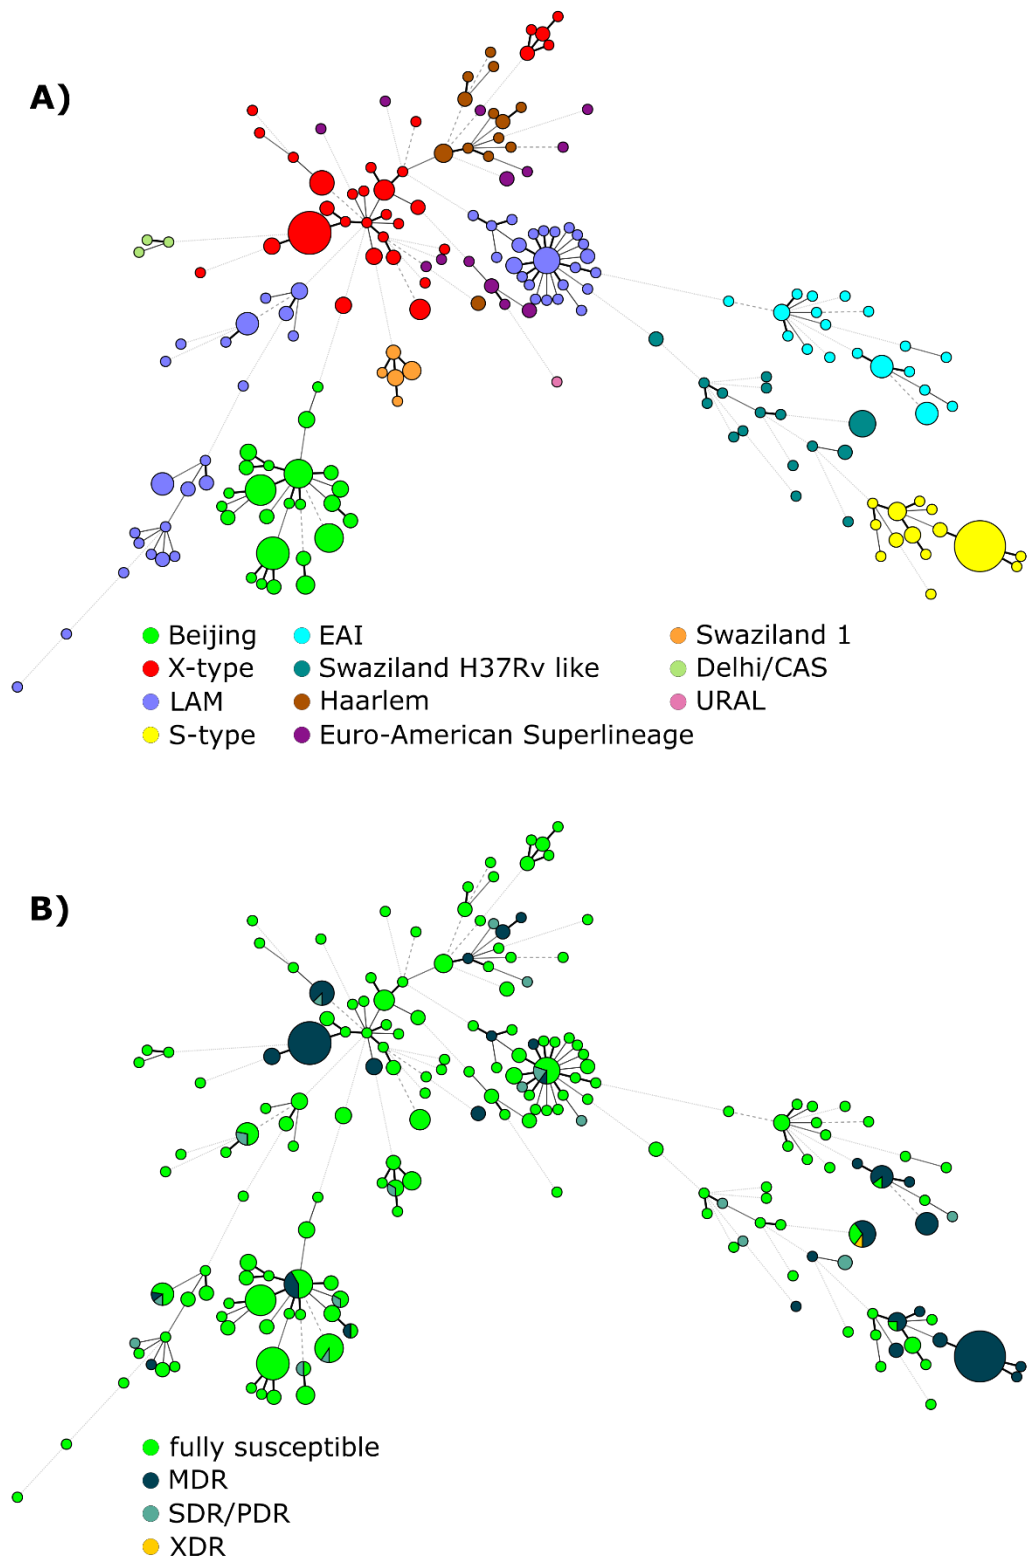 A)
Beijing EAI Swaziland 1
X-type Swaziland H37Rv like Delhi/CAS
LAM Haarlem URAL
S-type Euro-American Superlineage
B)
fully susceptible
MDR
SDR/PDR
XDR